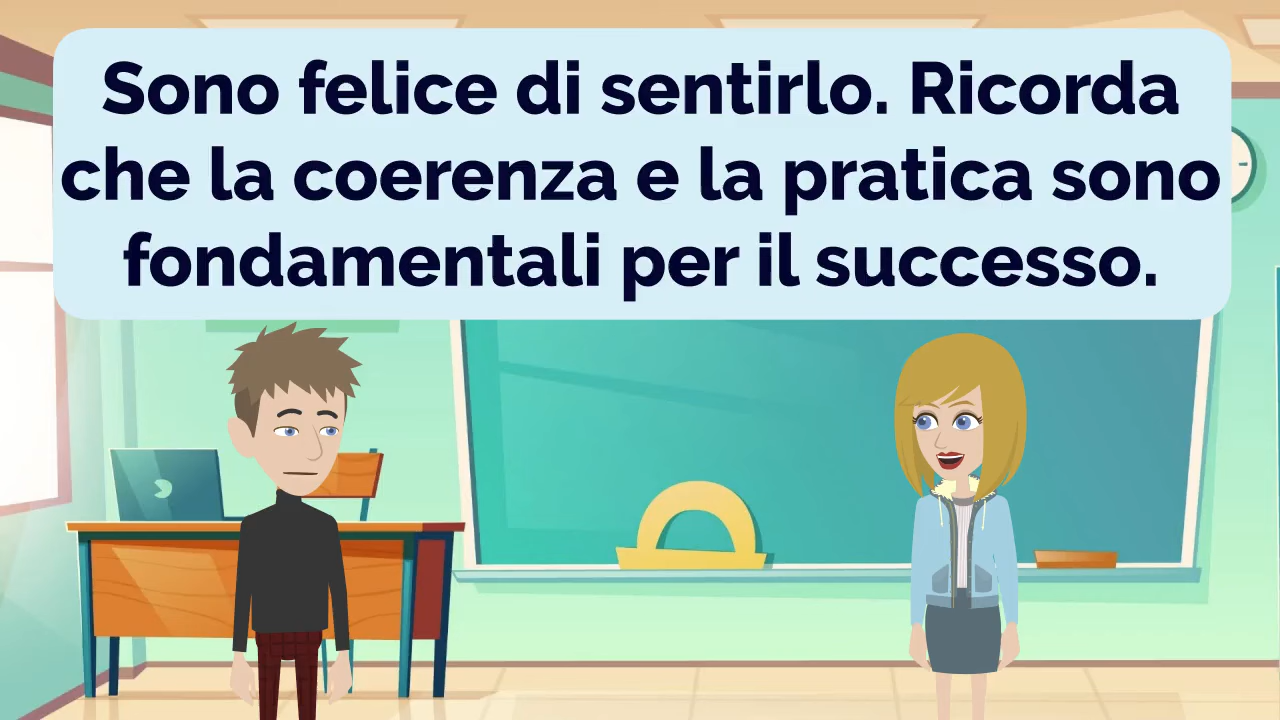 Sono felice di sentirlo. Ricorda
che la coerenza e la pratica sono
fondamentali per il successo.